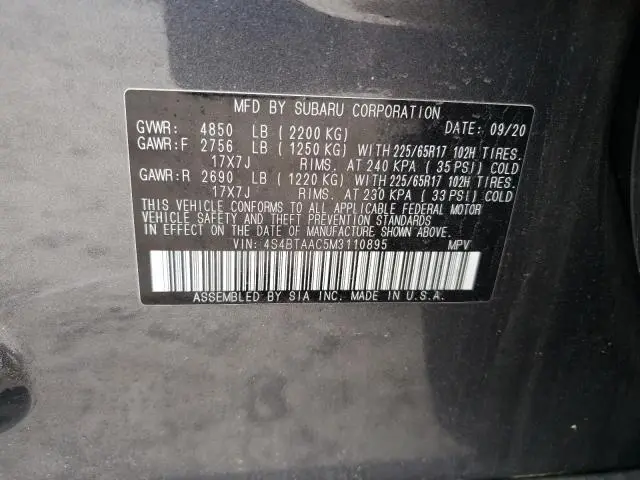 MFD BY SUBARU CORPORATION
GVWR: 4850 LB (2200 KG) DATE: 09/20
GAWR:F 2756 LB (1250 KG) WITH 225/65R17 102H TIRES.
17X7J RIMS. AT 240 KPA (35 PSI) COLD
GAWR:R 2690 LB (1220 KG) WITH 225/65R17 102H TIRES.
17X7J RIMS. AT 230 KPA (33 PSI) COLD
THIS VEHICLE CONFORMS TO ALL APPLICABLE FEDERAL MOTOR
VEHICLE SAFETY AND THEFT PREVENTION STANDARDS
IN EFFECT ON THE DATE OF MANUFACTURE SHOWN ABOVE.
VIN: 4S4BTAAC5M3110895 MPV
ASSEMBLED BY SIA INC. MADE IN U.S.A.